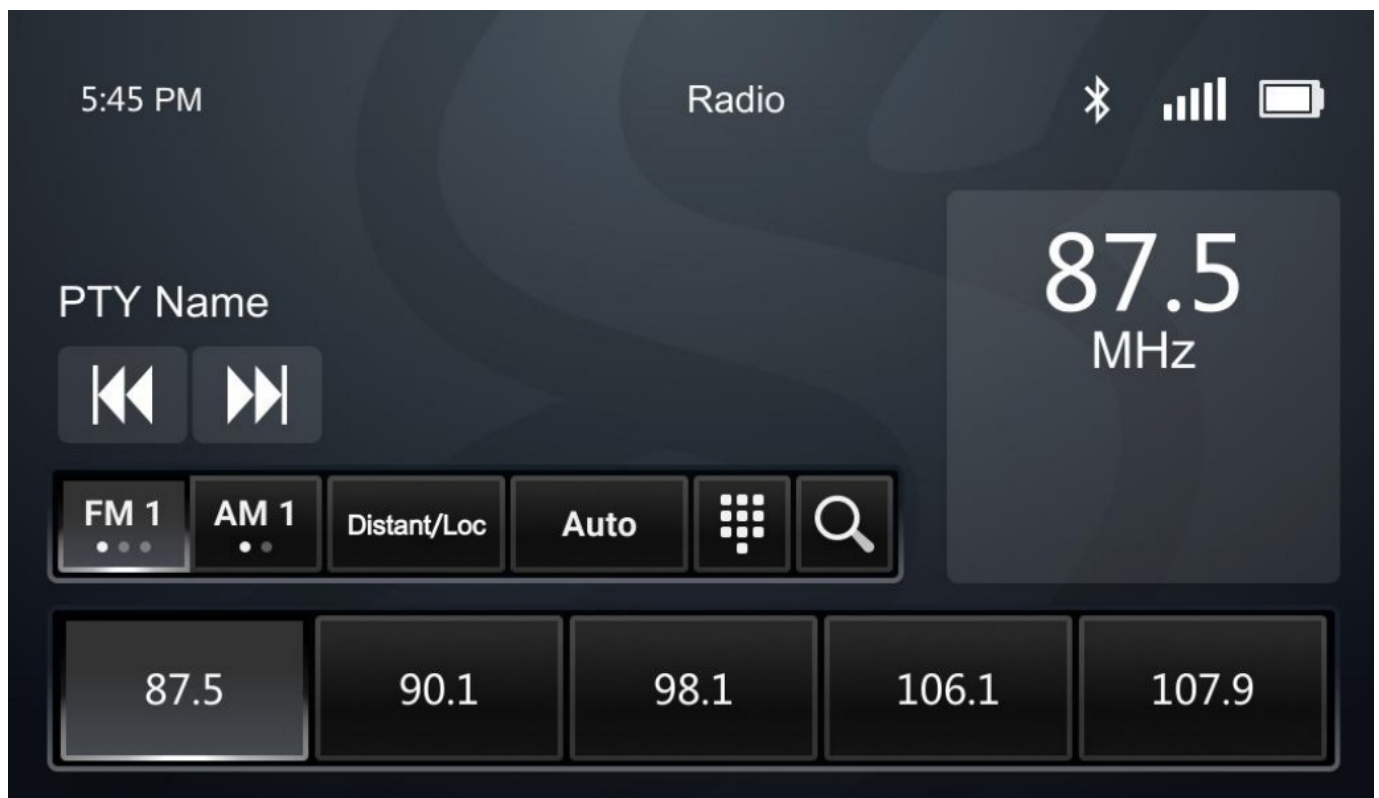 5:45 PM Radio
87.5
MHz
PTY Name
FM 1 AM 1 Distant/Loc Auto
87.5 90.1 98.1 106.1 107.9